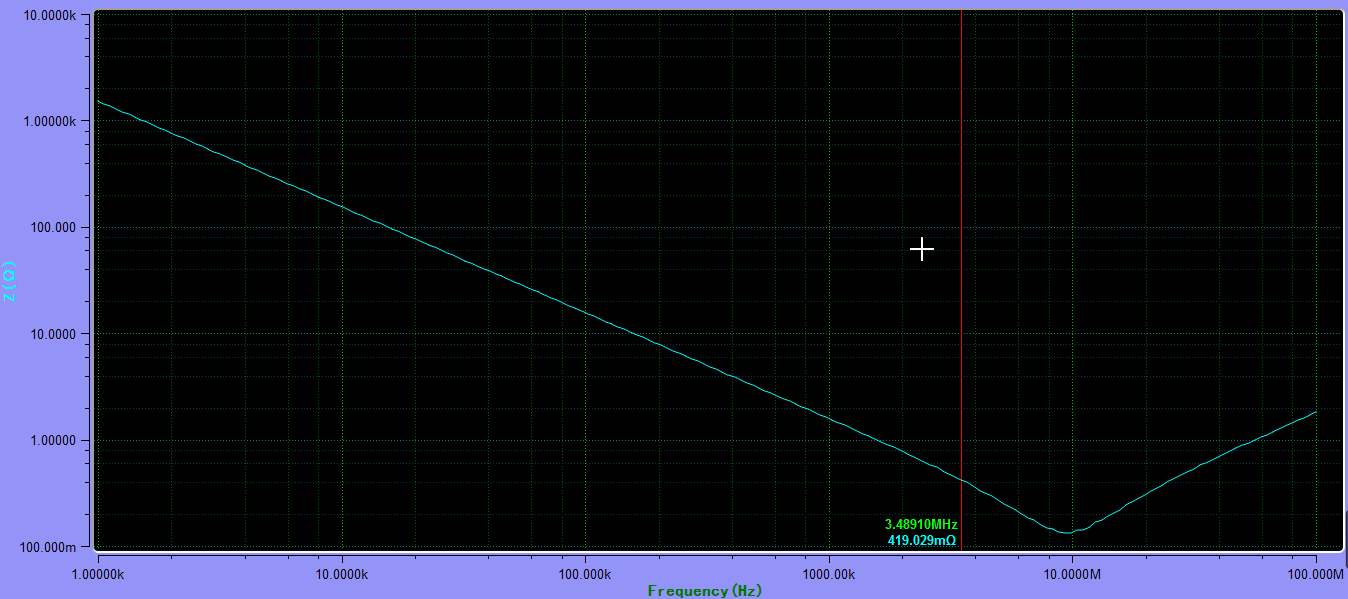 10.0000k
1.00000k
100.000
10.0000
1.00000
100.000m
Z(Ω)
3.48910MHz
419.029mΩ
1.00000k
10.0000k
100.000k
1000.00k
10.0000M
100.000M
Frequency(Hz)